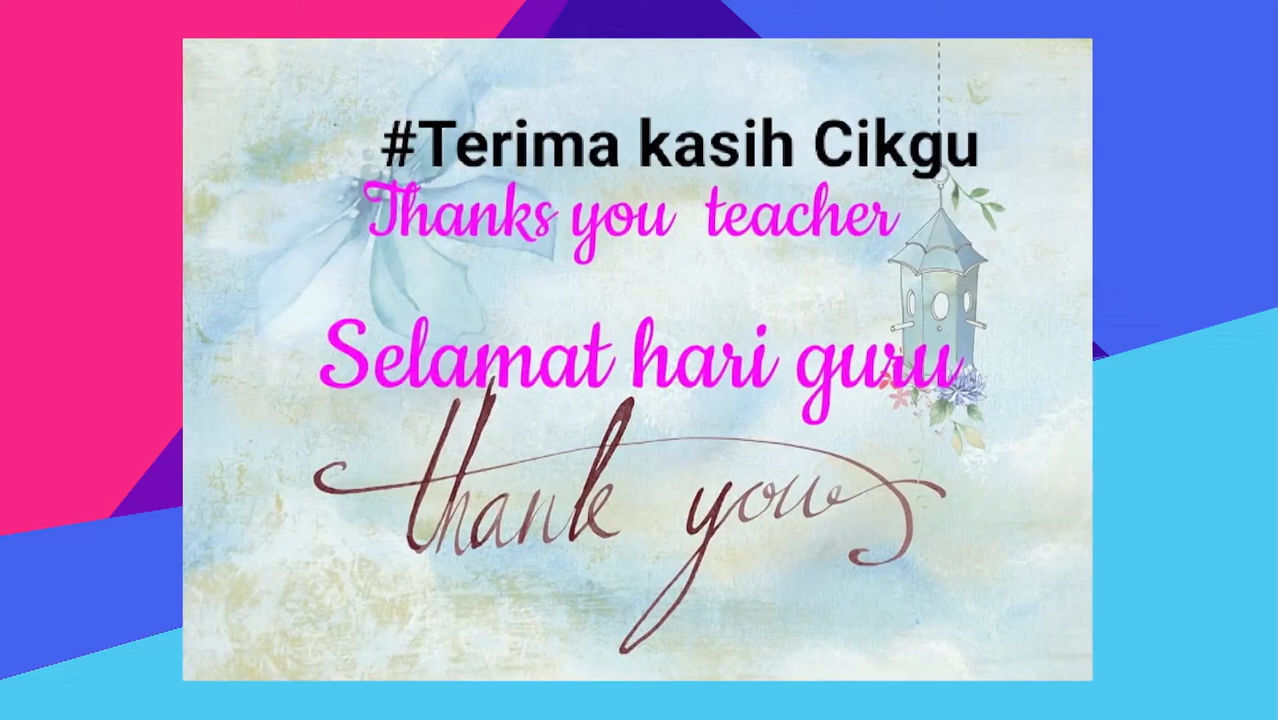 #Terima kasih Cikgu
Thanks you teacher
Selamat hari guru
thank you